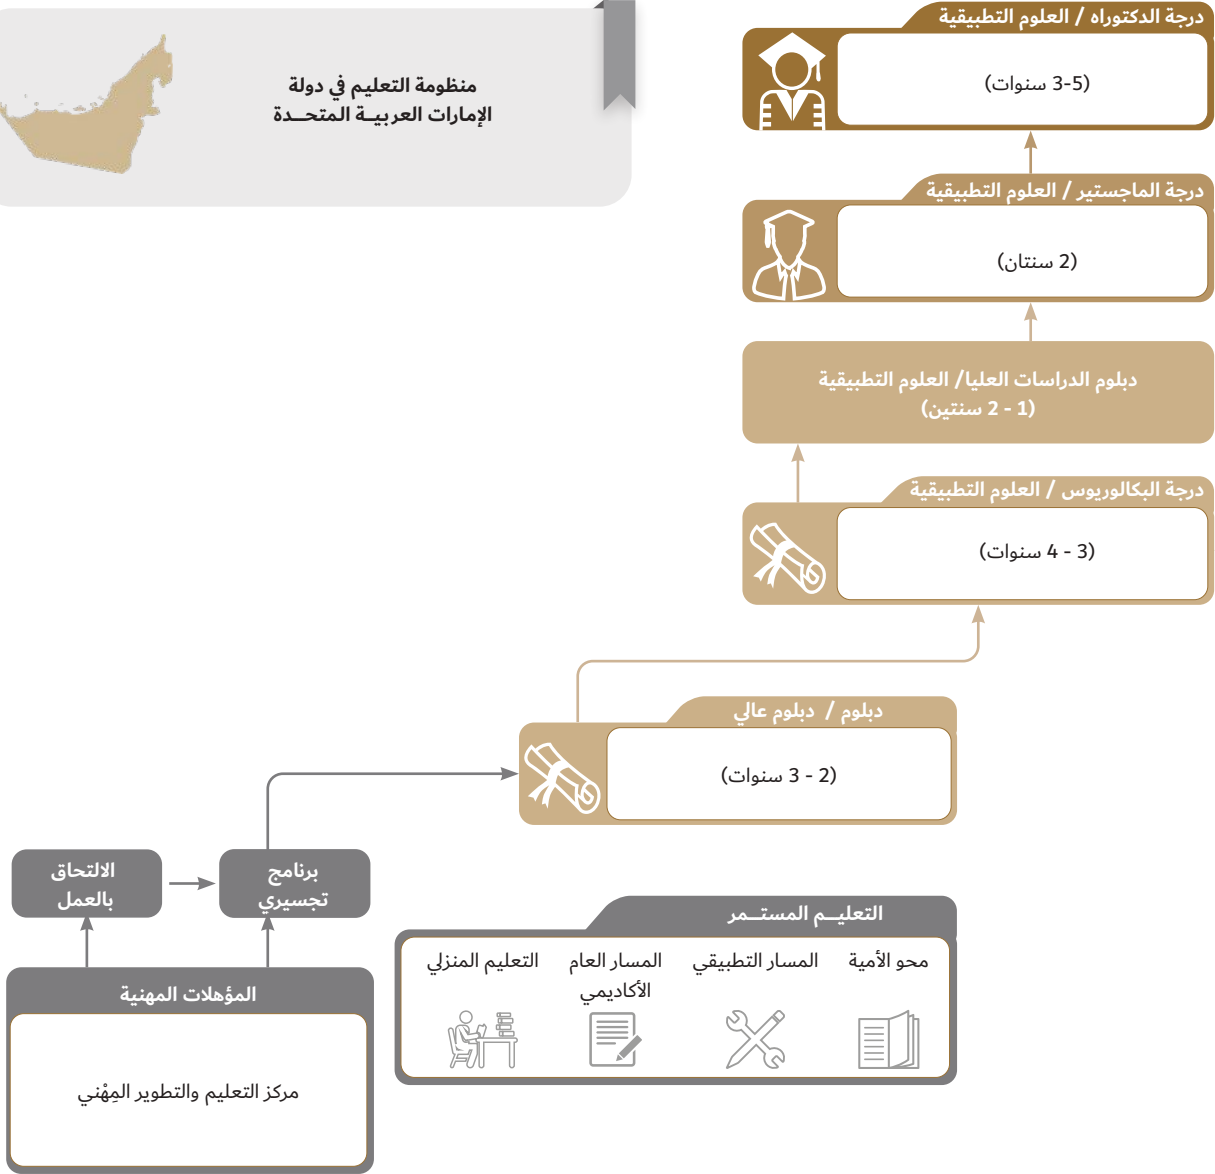 منظومة التعليم في دولة
الإمارات العربيــة المتحــدة
درجة الدكتوراه / العلوم التطبيقية
(3-5 سنوات)
درجة الماجستير / العلوم التطبيقية
(2 سنتان)
دبلوم الدراسات العليا/ العلوم التطبيقية
(1 - 2 سنتين)
درجة البكالوريوس / العلوم التطبيقية
(3 - 4 سنوات)
دبلوم / دبلوم عالي
(2 - 3 سنوات)
برنامج
تجسيري
الالتحاق
بالعمل
التعليــم المستــمر
محو الأمية
المسار التطبيقي
المسار العام
الأكاديمي
التعليم المنزلي
المؤهلات المهنية
مركز التعليم والتطوير المِهْني